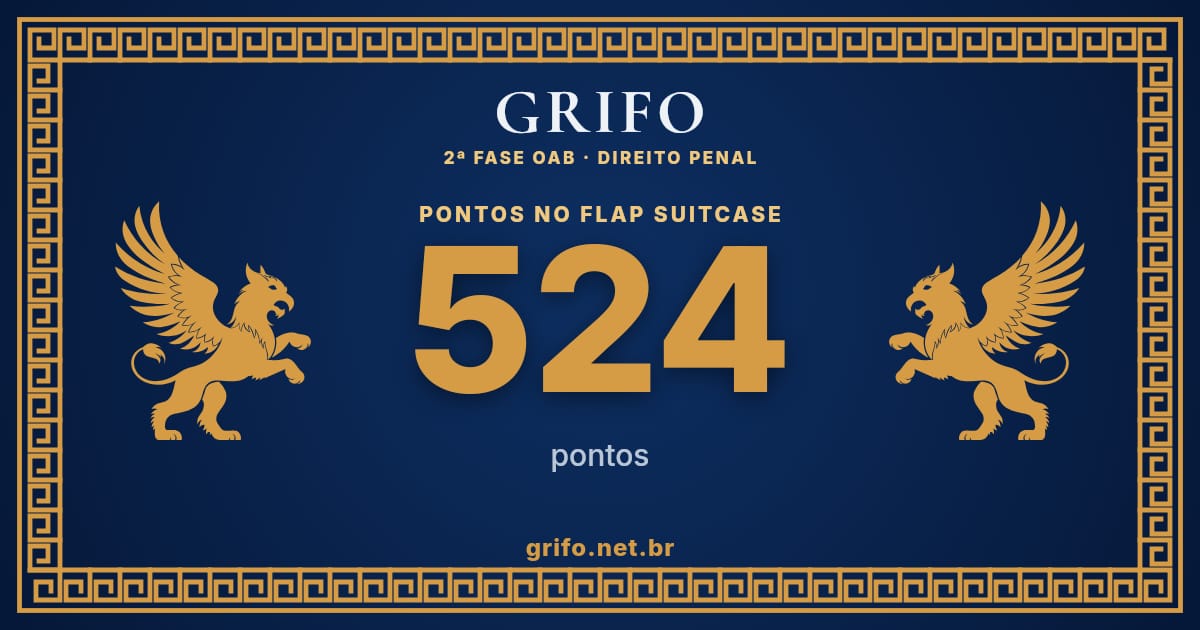 GRIFO
2ª FASE OAB · DIREITO PENAL
PONTOS NO FLAP SUITCASE
524
pontos
grifo.net.br